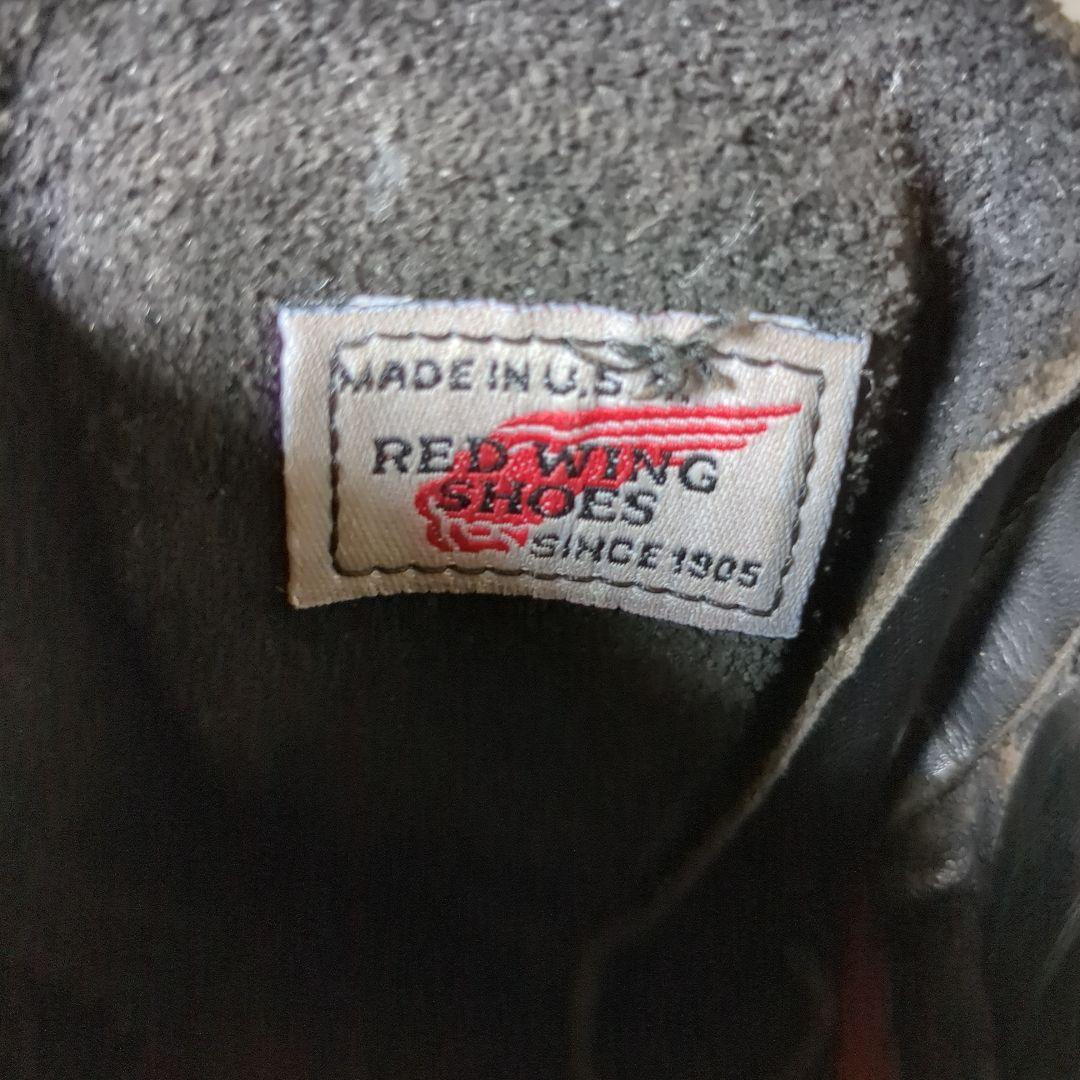 MADE IN U.S.A.
RED WING
SHOES
SINCE 1905